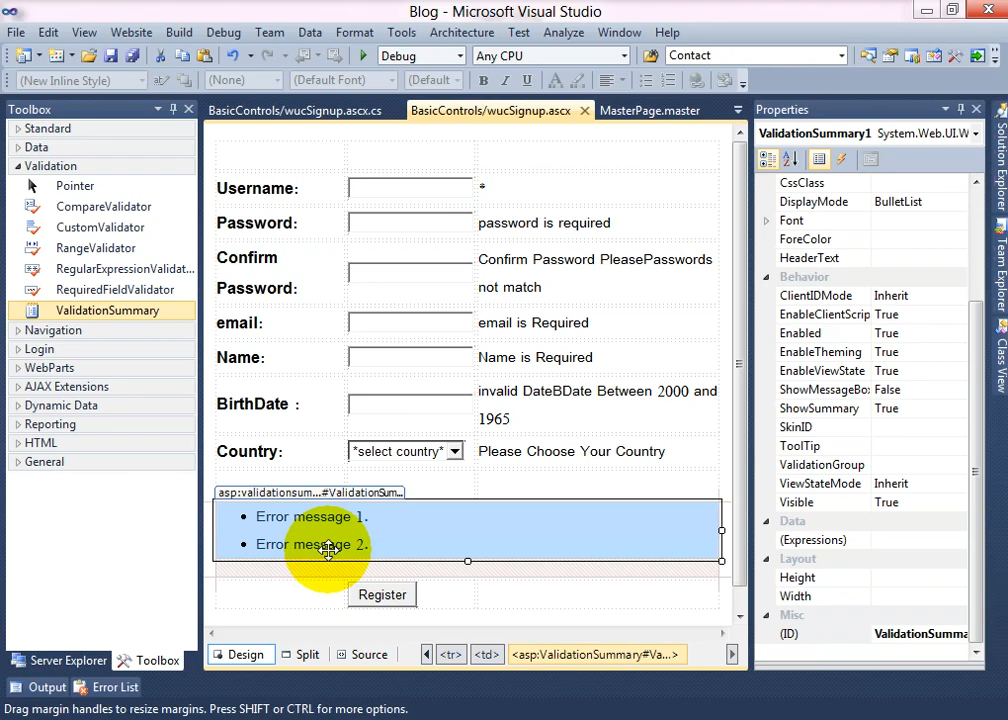 Blog - Microsoft Visual Studio
File Edit View Website Build Debug Team Data Format Tools Architecture Test Analyze Window Help
Debug Any CPU Contact
(New Inline Style) (None) (Default Font) (Default B I U A
Toolbox
BasicControls/wucSignup.ascx.cs BasicControls/wucSignup.ascx MasterPage.master
Properties
Standard
Data
Validation
Pointer
CompareValidator
CustomValidator
RangeValidator
RegularExpressionValidat...
RequiredFieldValidator
ValidationSummary
Navigation
Login
WebParts
AJAX Extensions
Dynamic Data
Reporting
HTML
General
Server Explorer Toolbox
Username: *
Password: password is required
Confirm
Password:
Confirm Password PleasePasswords
not match
email: email is Required
Name: Name is Required
BirthDate :
invalid DateBDate Between 2000 and
1965
Country: *select country* Please Choose Your Country
asp:validationsum...#ValidationSum...
Error message 1.
Error message 2.
Register
Design Split Source <tr> <td> <asp:ValidationSummary#Va...>
ValidationSummary1 System.Web.UI.W
CssClass
DisplayMode BulletList
Font
ForeColor
HeaderText
Behavior
ClientIDMode Inherit
EnableClientScrip True
Enabled True
EnableTheming True
EnableViewState True
ShowMessageBox False
ShowSummary True
SkinID
ToolTip
ValidationGroup
ViewStateMode Inherit
Visible True
Data
(Expressions)
Layout
Height
Width
Misc
(ID) ValidationSumma
Solution Explorer
Team Explorer
Class View
Output Error List
Drag margin handles to resize margins. Press SHIFT or CTRL for more options.